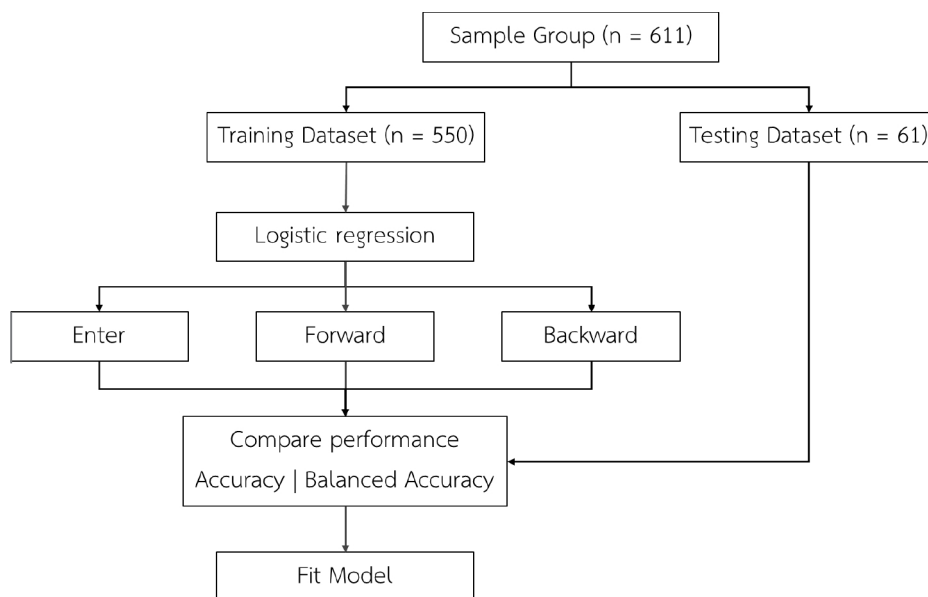 Sample Group (n = 611)
Training Dataset (n = 550)
Testing Dataset (n = 61)
Logistic regression
Enter
Forward
Backward
Compare performance
Accuracy | Balanced Accuracy
Fit Model